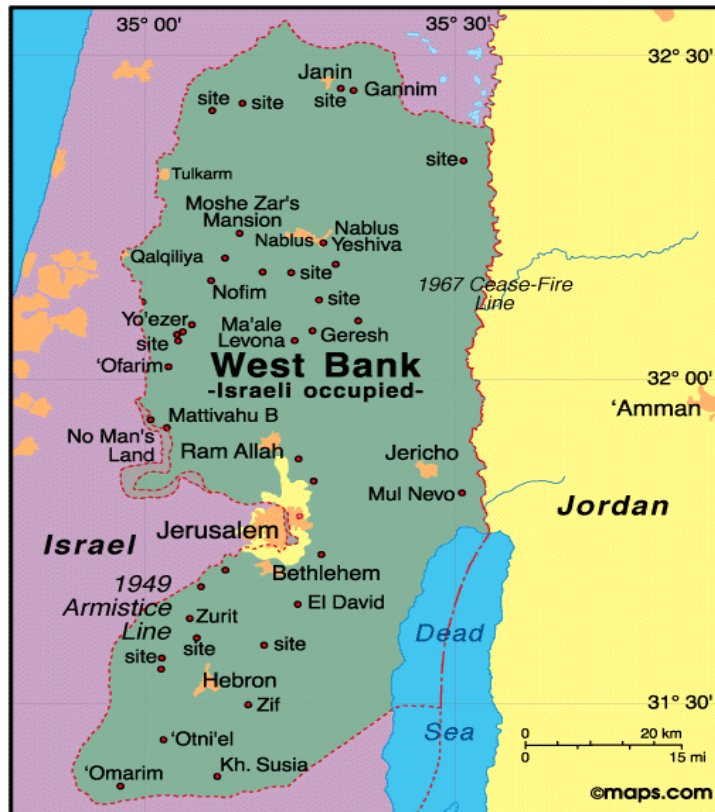 35° 00'
35° 30'
32° 30'
Janin
Gannim
site
site
site
site
Tulkarm
Moshe Zar's
Mansion
Nablus
Nablus
Yeshiva
Qalqiliya
site
Nofim
1967 Cease-Fire
Line
site
Yo'ezer
Ma'ale
Levona
Geresh
site
West Bank
-Israeli occupied-
'Ofarim
32° 00'
'Amman
Mattivahu B
No Man's
Land
Ram Allah
Jericho
Mul Nevo
Jerusalem
Israel
Jordan
Bethlehem
1949
Armistice
Line
El David
Zurit
site
site
site
Dead
Sea
Hebron
Zif
31° 30'
'Otni'el
Kh. Susia
'Omarim
0
20 km
0
15 mi
©maps.com